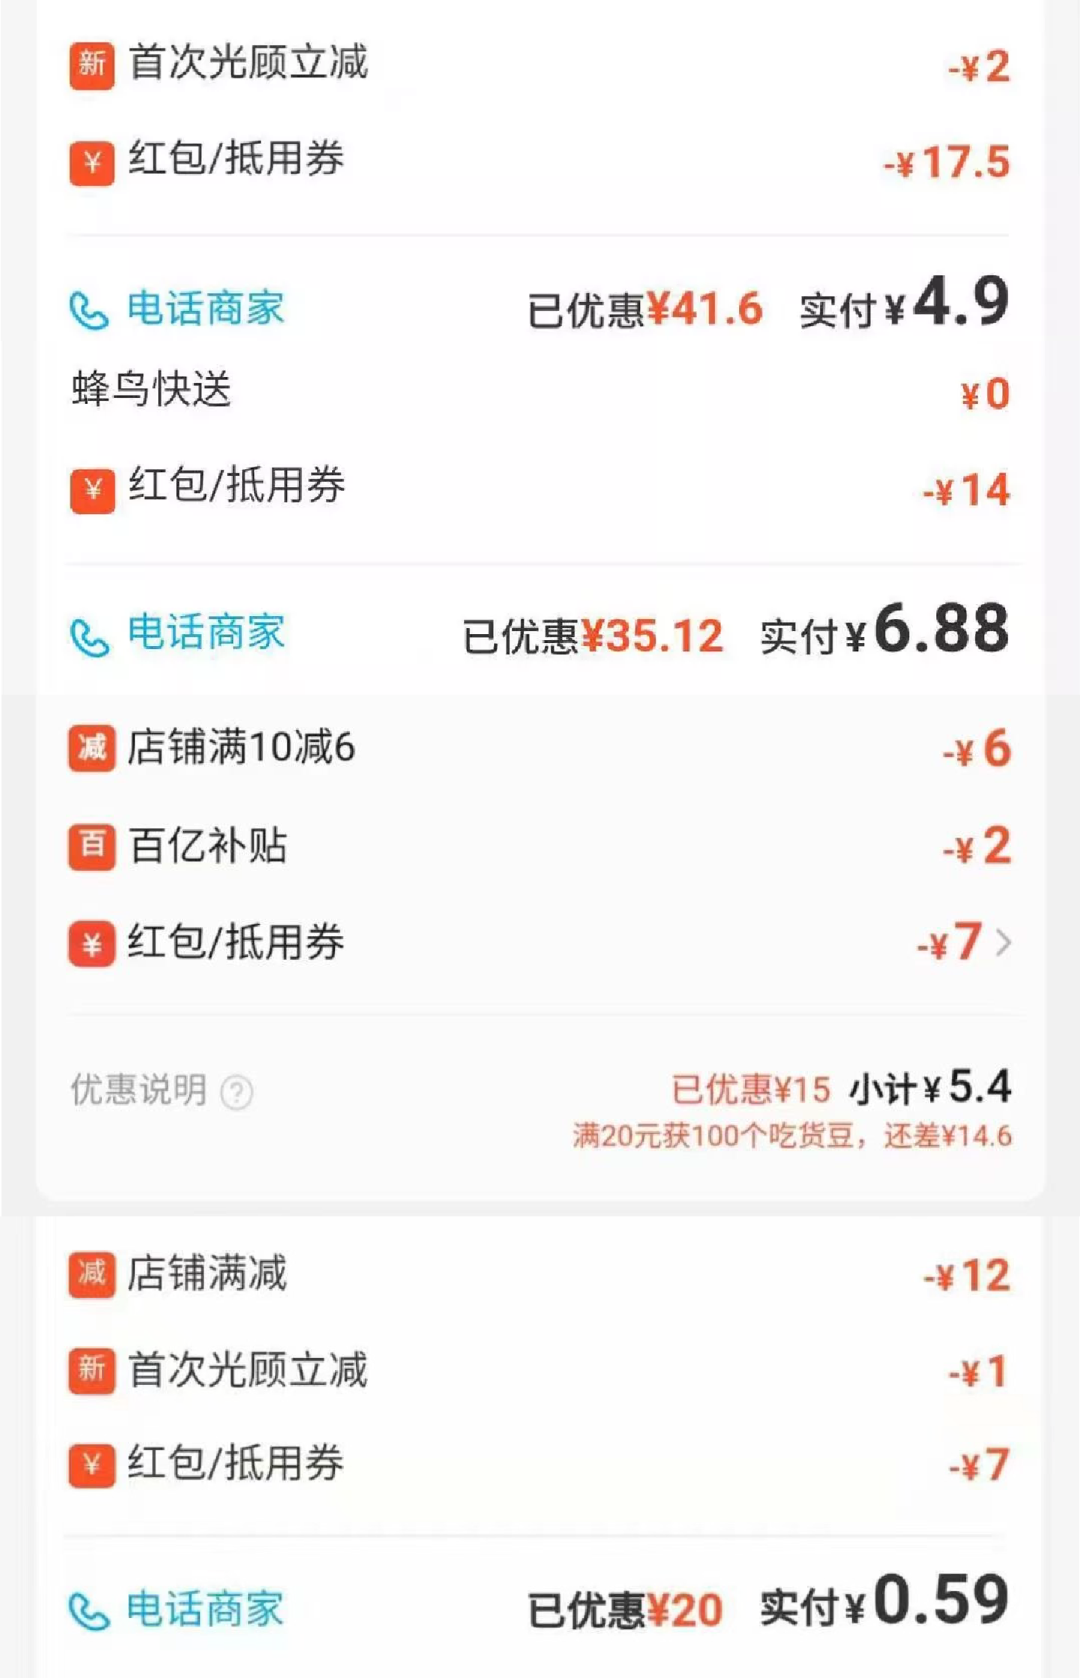 新 首次光顾立减 -¥2
¥ 红包/抵用券 -¥17.5
电话商家 已优惠¥41.6 实付¥4.9
蜂鸟快送 ¥0
¥ 红包/抵用券 -¥14
电话商家 已优惠¥35.12 实付¥6.88
减 店铺满10减6 -¥6
百 百亿补贴 -¥2
¥ 红包/抵用券 -¥7
优惠说明 ? 已优惠¥15 小计¥5.4
满20元获100个吃货豆，还差¥14.6
减 店铺满减 -¥12
新 首次光顾立减 -¥1
¥ 红包/抵用券 -¥7
电话商家 已优惠¥20 实付¥0.59